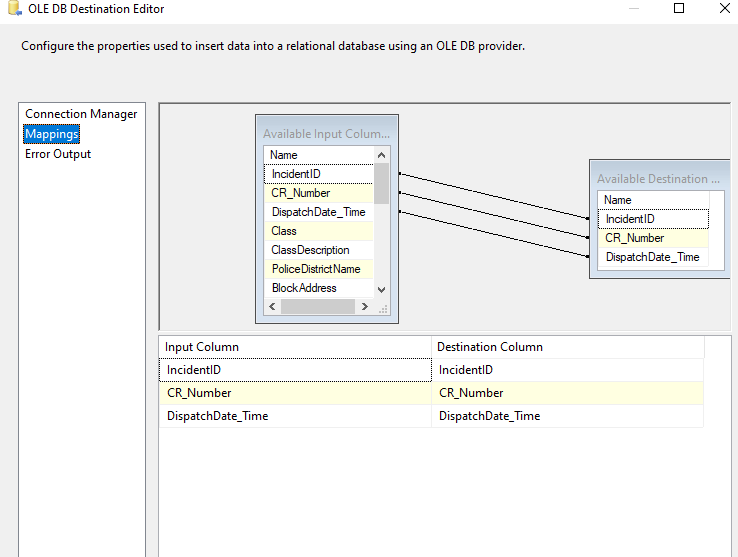 OLE DB Destination Editor
Configure the properties used to insert data into a relational database using an OLE DB provider.
Connection Manager
Mappings
Error Output
Available Input Colum...
Name
IncidentID
CR_Number
DispatchDate_Time
Class
ClassDescription
PoliceDistrictName
BlockAddress
Available Destination ...
Name
IncidentID
CR_Number
DispatchDate_Time
Input Column Destination Column
IncidentID IncidentID
CR_Number CR_Number
DispatchDate_Time DispatchDate_Time